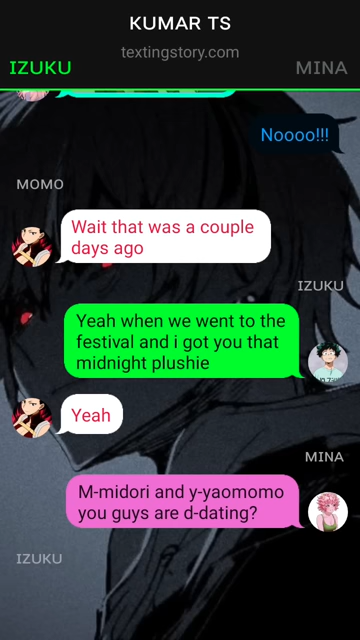 KUMAR TS
textingstory.com
IZUKU
MINA
Noooo!!!
MOMO
Wait that was a couple
days ago
IZUKU
Yeah when we went to the
festival and i got you that
midnight plushie
Yeah
MINA
M-midori and y-yaomomo
you guys are d-dating?
IZUKU